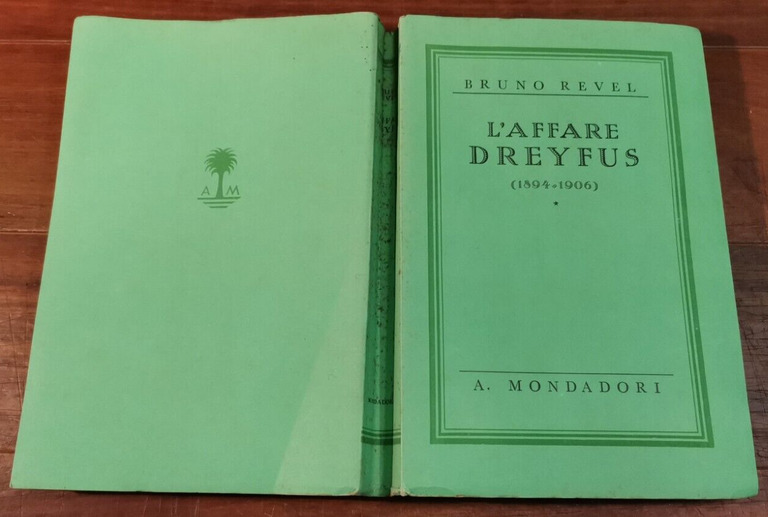 A M
BRUNO REVEL
L'AFFARE
DREYFUS
(1894-1906)
*
A. MONDADORI